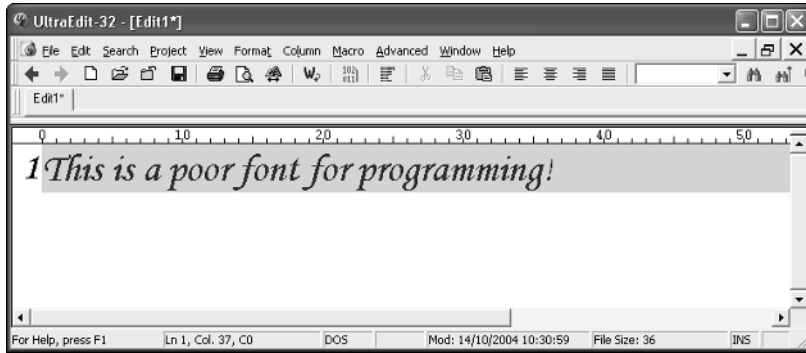 UltraEdit-32 - [Edit1*]
File Edit Search Project View Format Column Macro Advanced Window Help
Edit1*
0 10 20 30 40 50
1 This is a poor font for programming!
For Help, press F1 Ln 1, Col. 37, C0 DOS Mod: 14/10/2004 10:30:59 File Size: 36 INS